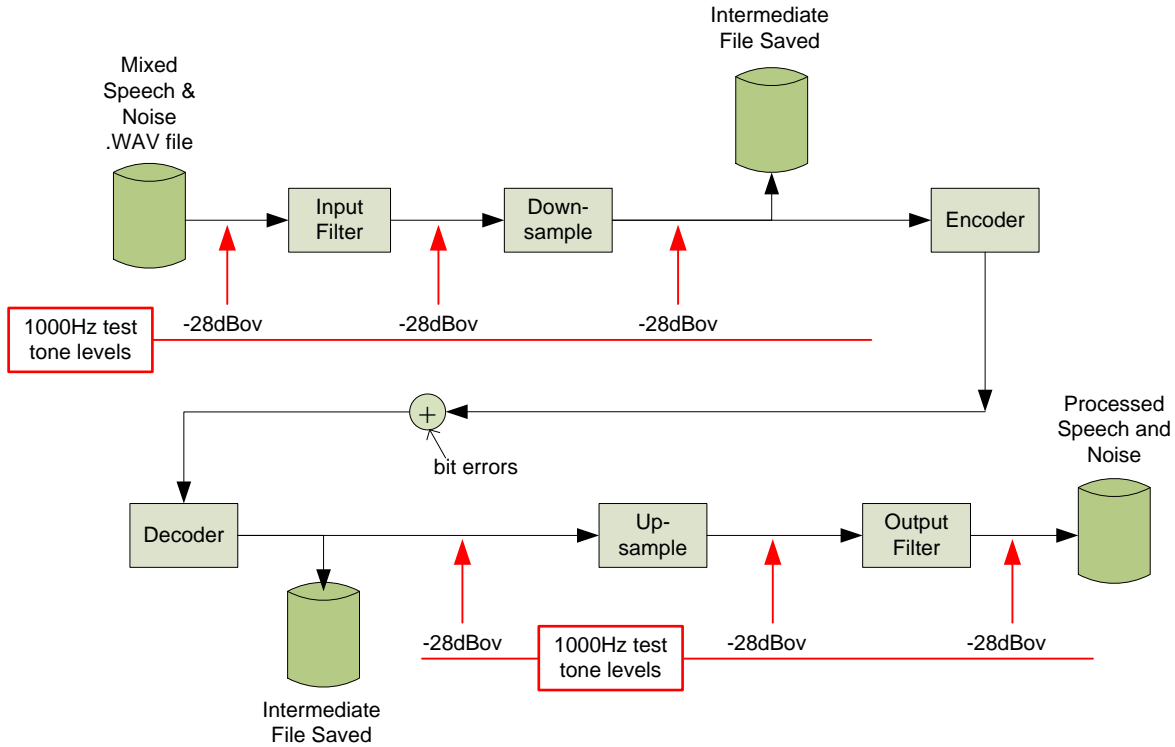 Intermediate
File Saved
Mixed
Speech &
Noise
.WAV file
Input
Filter
Down-
sample
Encoder
1000Hz test
tone levels
-28dBov
-28dBov
-28dBov
+
bit errors
Processed
Speech and
Noise
Decoder
Up-
sample
Output
Filter
Intermediate
File Saved
-28dBov
1000Hz test
tone levels
-28dBov
-28dBov